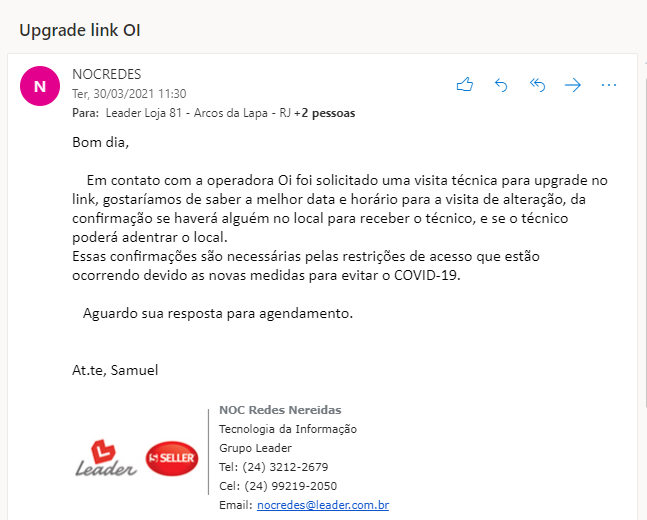 Upgrade link OI
N
NOCREDES
Ter, 30/03/2021 11:30
Para: Leader Loja 81 - Arcos da Lapa - RJ +2 pessoas
Bom dia,
Em contato com a operadora Oi foi solicitado uma visita técnica para upgrade no
link, gostaríamos de saber a melhor data e horário para a visita de alteração, da
confirmação se haverá alguém no local para receber o técnico, e se o técnico
poderá adentrar o local.
Essas confirmações são necessárias pelas restrições de acesso que estão
ocorrendo devido as novas medidas para evitar o COVID-19.
Aguardo sua resposta para agendamento.
At.te, Samuel
Leader
SELLER
NOC Redes Nereidas
Tecnologia da Informação
Grupo Leader
Tel: (24) 3212-2679
Cel: (24) 99219-2050
Email: nocredes@leader.com.br